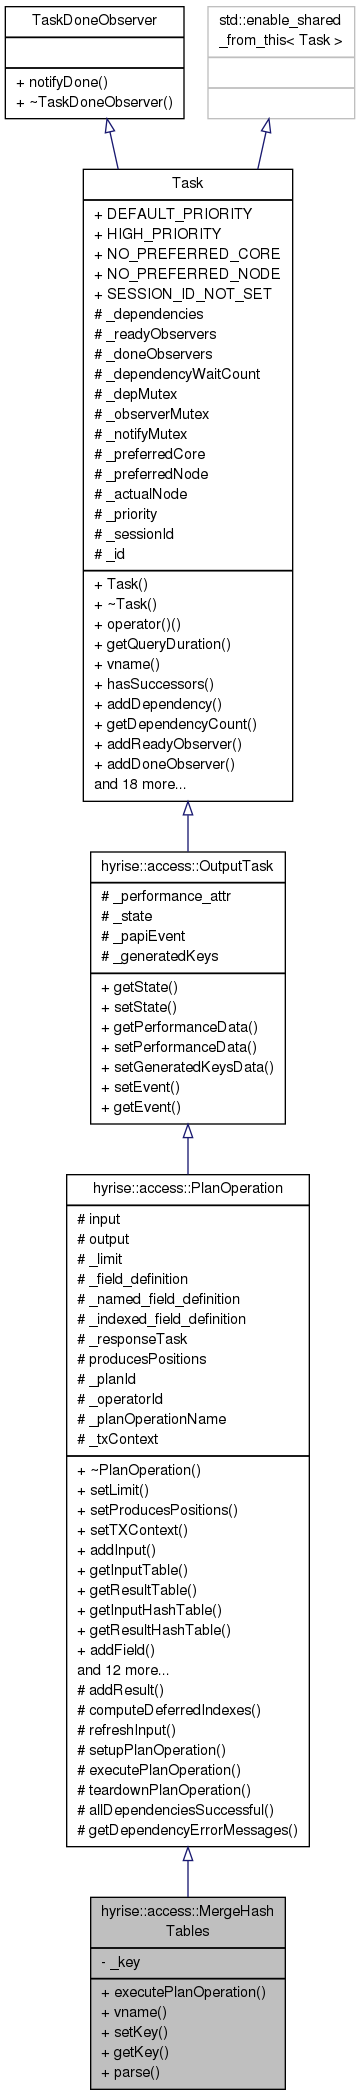 TaskDoneObserver
+ notifyDone()
+ ~TaskDoneObserver()
std::enable_shared
_from_this< Task >
Task
+ DEFAULT_PRIORITY
+ HIGH_PRIORITY
+ NO_PREFERRED_CORE
+ NO_PREFERRED_NODE
+ SESSION_ID_NOT_SET
# _dependencies
# _readyObservers
# _doneObservers
# _dependencyWaitCount
# _depMutex
# _observerMutex
# _notifyMutex
# _preferredCore
# _preferredNode
# _actualNode
# _priority
# _sessionId
# _id
+ Task()
+ ~Task()
+ operator()()
+ getQueryDuration()
+ vname()
+ hasSuccessors()
+ addDependency()
+ getDependencyCount()
+ addReadyObserver()
+ addDoneObserver()
and 18 more...
hyrise::access::OutputTask
# _performance_attr
# _state
# _papiEvent
# _generatedKeys
+ getState()
+ setState()
+ getPerformanceData()
+ setPerformanceData()
+ setGeneratedKeysData()
+ setEvent()
+ getEvent()
hyrise::access::PlanOperation
# input
# output
# _limit
# _field_definition
# _named_field_definition
# _indexed_field_definition
# _responseTask
# producesPositions
# _planId
# _operatorId
# _planOperationName
# _txContext
+ ~PlanOperation()
+ setLimit()
+ setProducesPositions()
+ setTXContext()
+ addInput()
+ getInputTable()
+ getResultTable()
+ getInputHashTable()
+ getResultHashTable()
+ addField()
and 12 more...
# addResult()
# computeDeferredIndexes()
# refreshInput()
# setupPlanOperation()
# executePlanOperation()
# teardownPlanOperation()
# allDependenciesSuccessful()
# getDependencyErrorMessages()
hyrise::access::MergeHash
Tables
- _key
+ executePlanOperation()
+ vname()
+ setKey()
+ getKey()
+ parse()